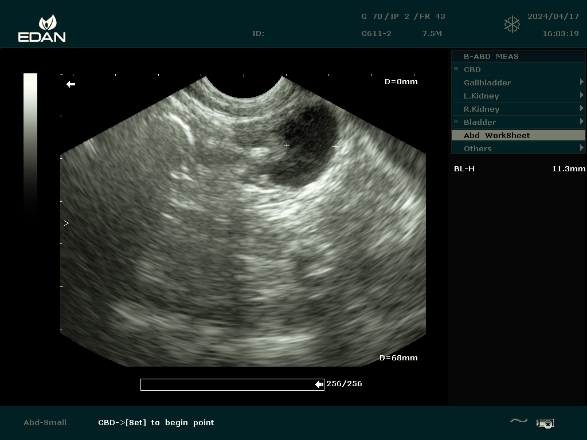 G 70/IP 2 /FR 43
2024/04/17
EDAN
ID:
C611-2 7.5M
16:03:19
B-ABD MEAS
D=0mm
* CBD
Gallbladder
L.Kidney
R.Kidney
* Bladder
Abd WorkSheet
Others
BL-H 11.3mm
D=68mm
256/256
Abd-Small
CBD->[Set] to begin point